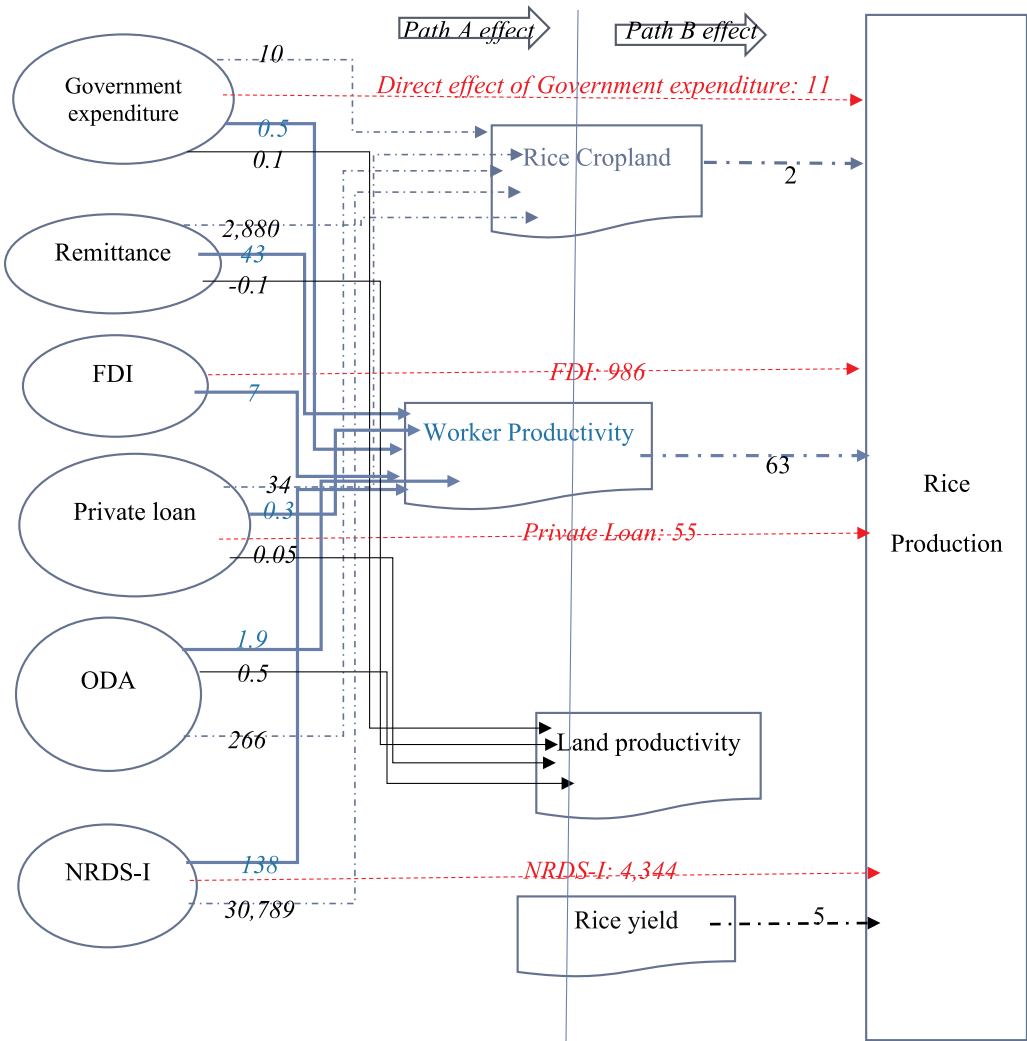 Path A effect
Path B effect
10
Government
expenditure
Direct effect of Government expenditure: 11
0.5
0.1
Rice Cropland
2
2,880
Remittance
43
-0.1
FDI
FDI: 986
7
Worker Productivity
63
34
Rice
Private loan
0.3
Private Loan: 55
Production
0.05
1.9
0.5
ODA
266
Land productivity
NRDS-I
138
NRDS-I: 4,344
30,789
Rice yield
5